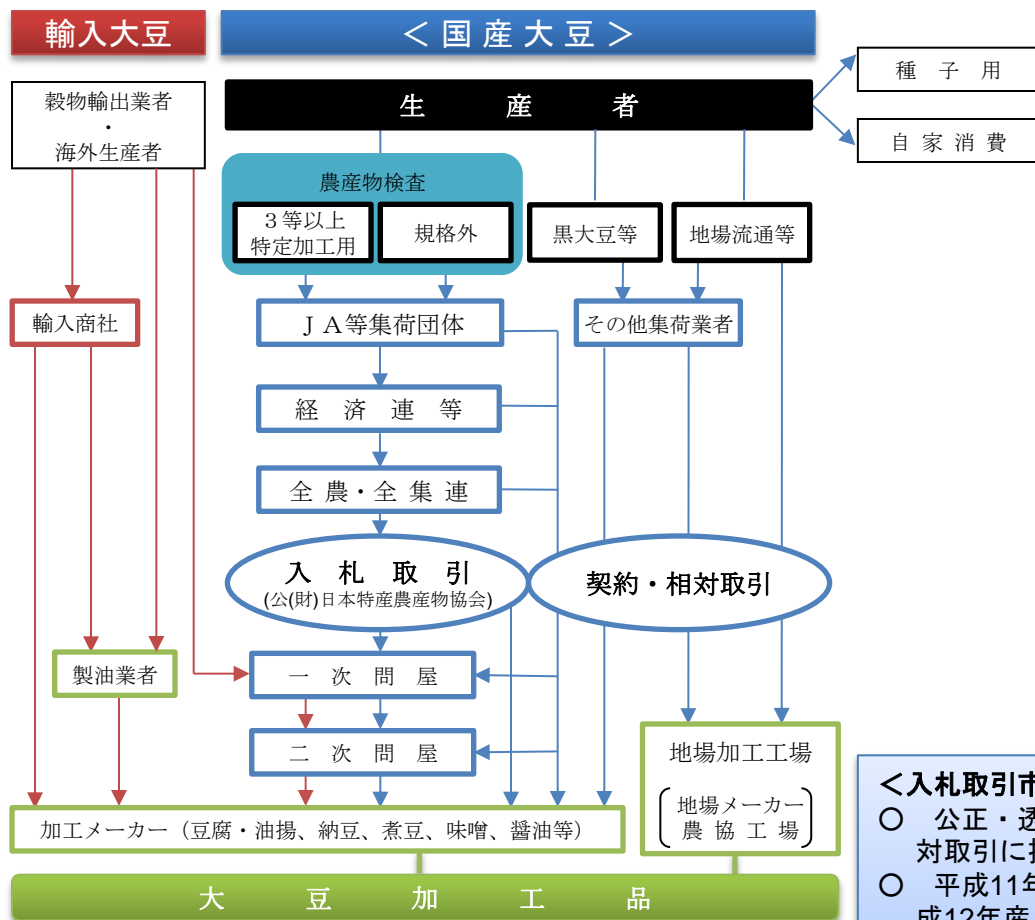 輸入大豆
＜国産大豆＞
穀物輸出業者
・
海外生産者
生産者
種子用
自家消費
農産物検査
３等以上
特定加工用
規格外
黒大豆等
地場流通等
輸入商社
ＪＡ等集荷団体
その他集荷業者
経済連等
全農・全集連
入札取引
(公(財)日本特産農産物協会)
契約・相対取引
製油業者
一次問屋
二次問屋
地場加工工場
地場メーカー
農協工場
加工メーカー（豆腐・油揚、納豆、煮豆、味噌、醤油等）
大豆加工品
＜入札取引市
○　公正・透
対取引に
○　平成11年
成12年産